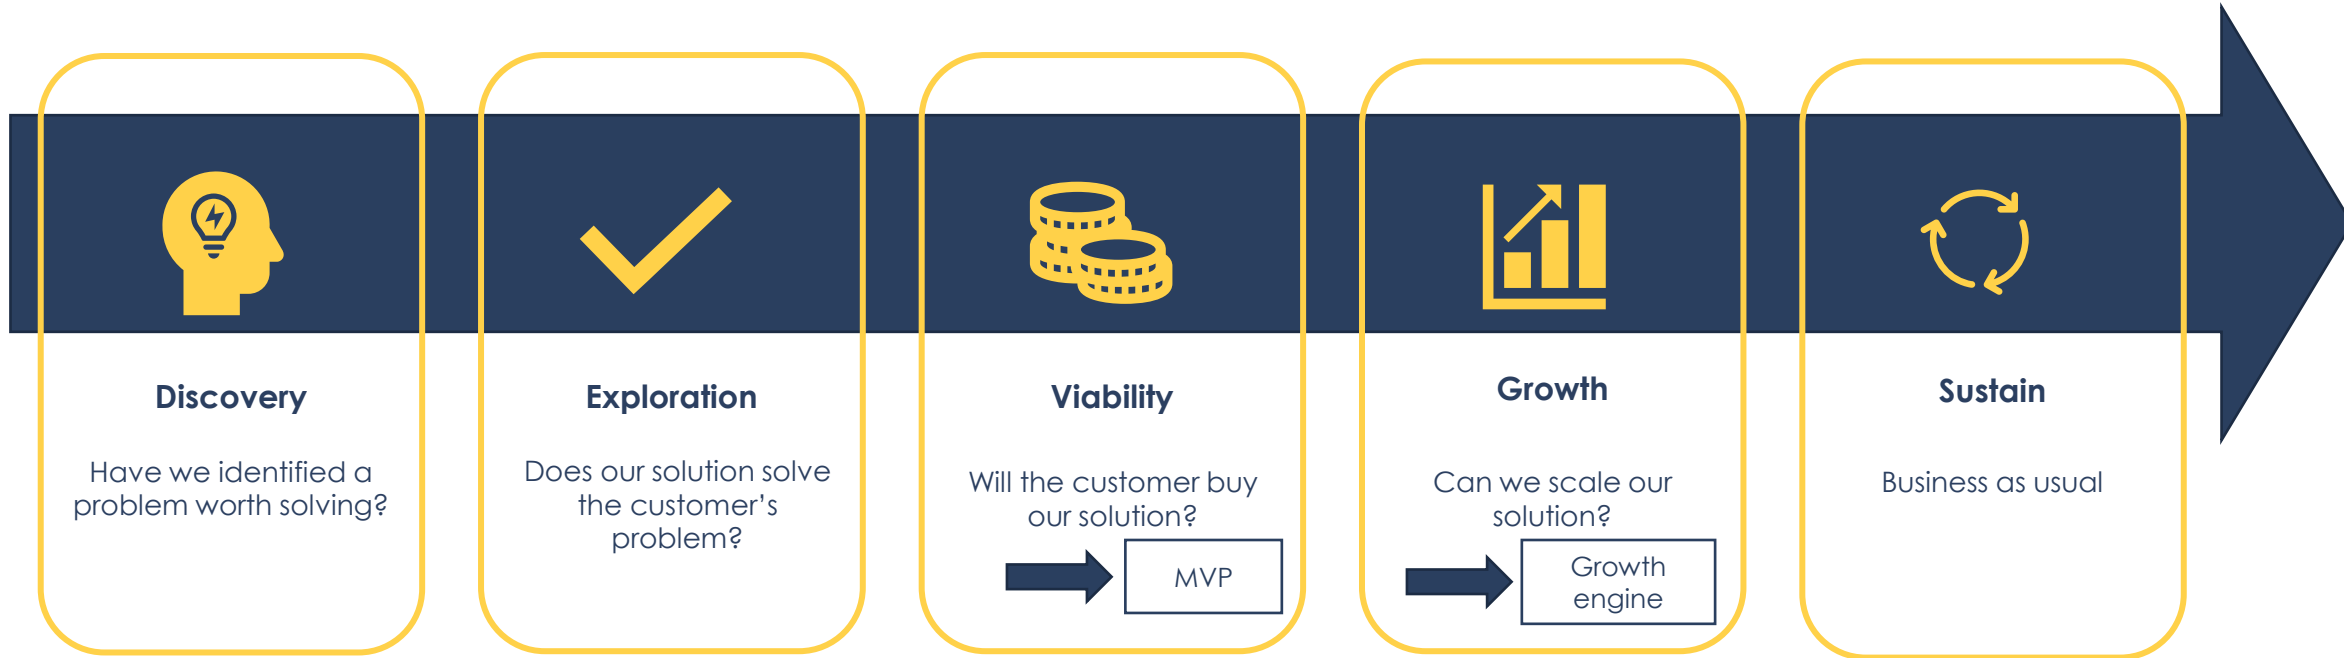 Discovery
Have we identified a
problem worth solving?
Exploration
Does our solution solve
the customer's
problem?
Viability
Will the customer buy
our solution?
MVP
Growth
Can we scale our
solution?
Growth
engine
Sustain
Business as usual